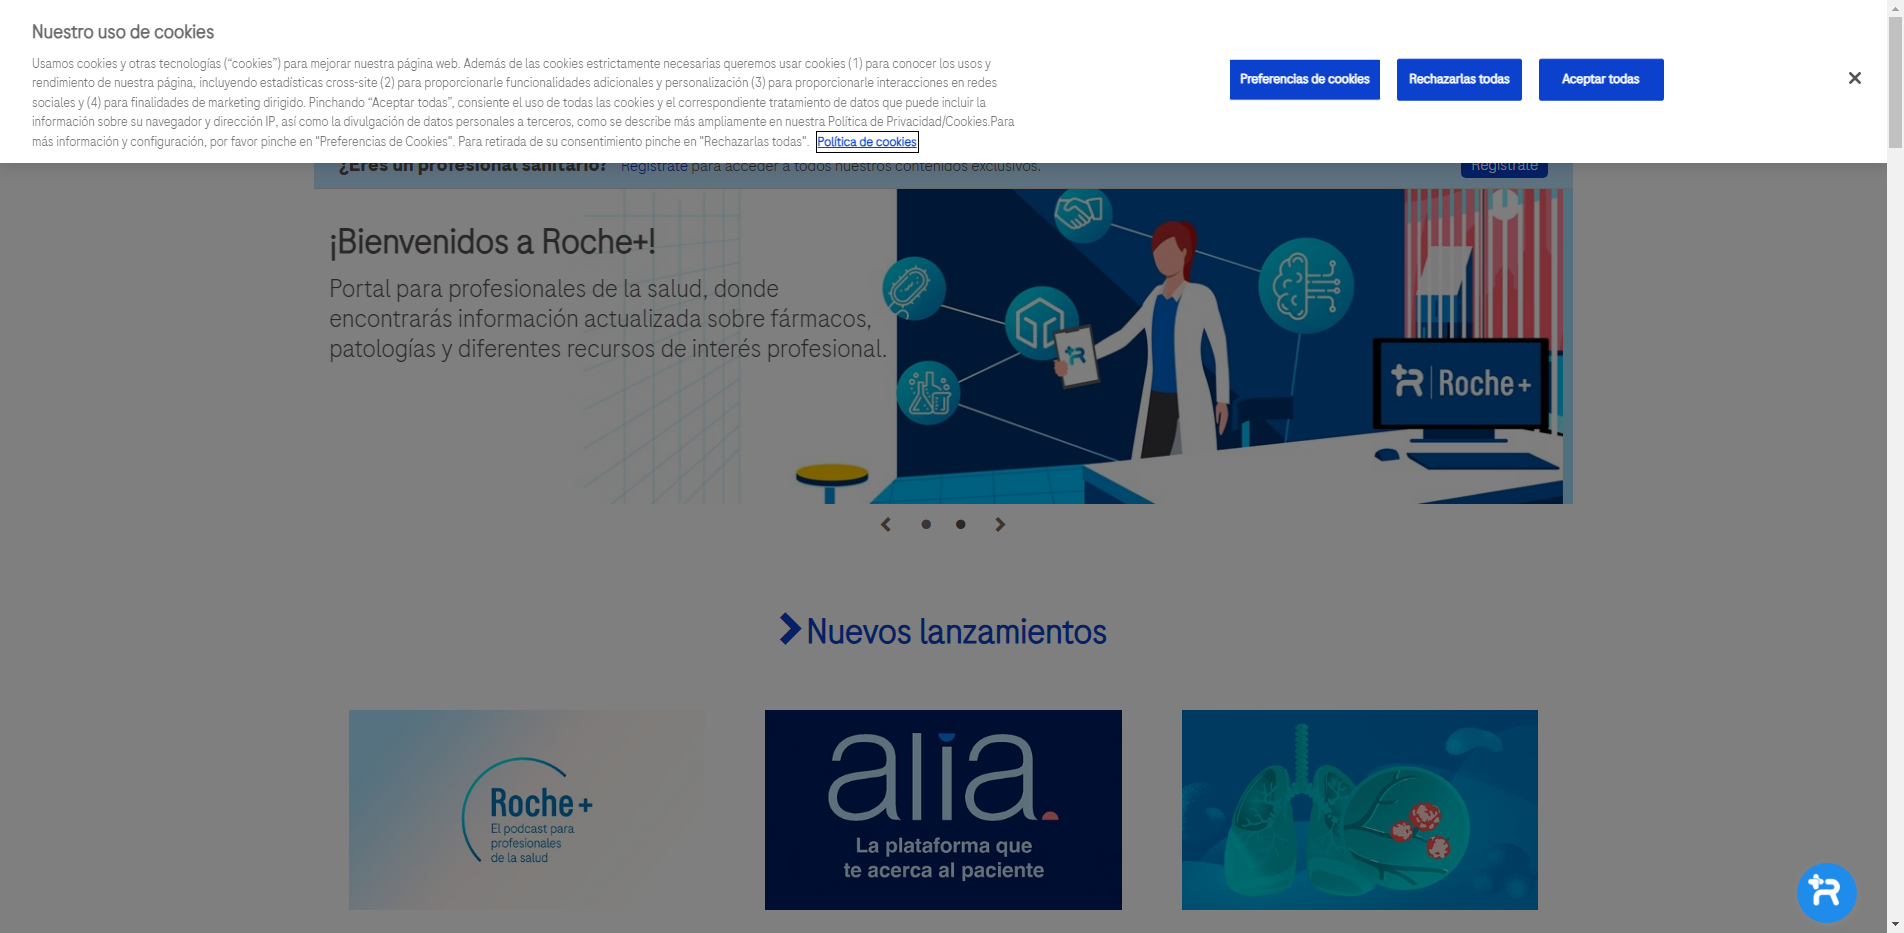 Nuestro uso de cookies
Usamos cookies y otras tecnologías (“cookies”) para mejorar nuestra página web. Además de las cookies estrictamente necesarias queremos usar cookies (1) para conocer los usos y
rendimiento de nuestra página, incluyendo estadísticas cross-site (2) para proporcionarle funcionalidades adicionales y personalización (3) para proporcionarle interacciones en redes
sociales y (4) para finalidades de marketing dirigido. Pinchando “Aceptar todas”, consiente el uso de todas las cookies y el correspondiente tratamiento de datos que puede incluir la
información sobre su navegador y dirección IP, así como la divulgación de datos personales a terceros, como se describe más ampliamente en nuestra Política de Privacidad/Cookies.Para
más información y configuración, por favor pinche en "Preferencias de Cookies". Para retirada de su consentimiento pinche en "Rechazarlas todas". Política de cookies
Preferencias de cookies Rechazarlas todas Aceptar todas
¿Eres un profesional sanitario? Regístrate para acceder a todos nuestros contenidos exclusivos. Regístrate
¡Bienvenidos a Roche+!
Portal para profesionales de la salud, donde
encontrarás información actualizada sobre fármacos,
patologías y diferentes recursos de interés profesional.
Roche+
Nuevos lanzamientos
Roche+
El podcast para
profesionales
de la salud
alia.
La plataforma que
te acerca al paciente